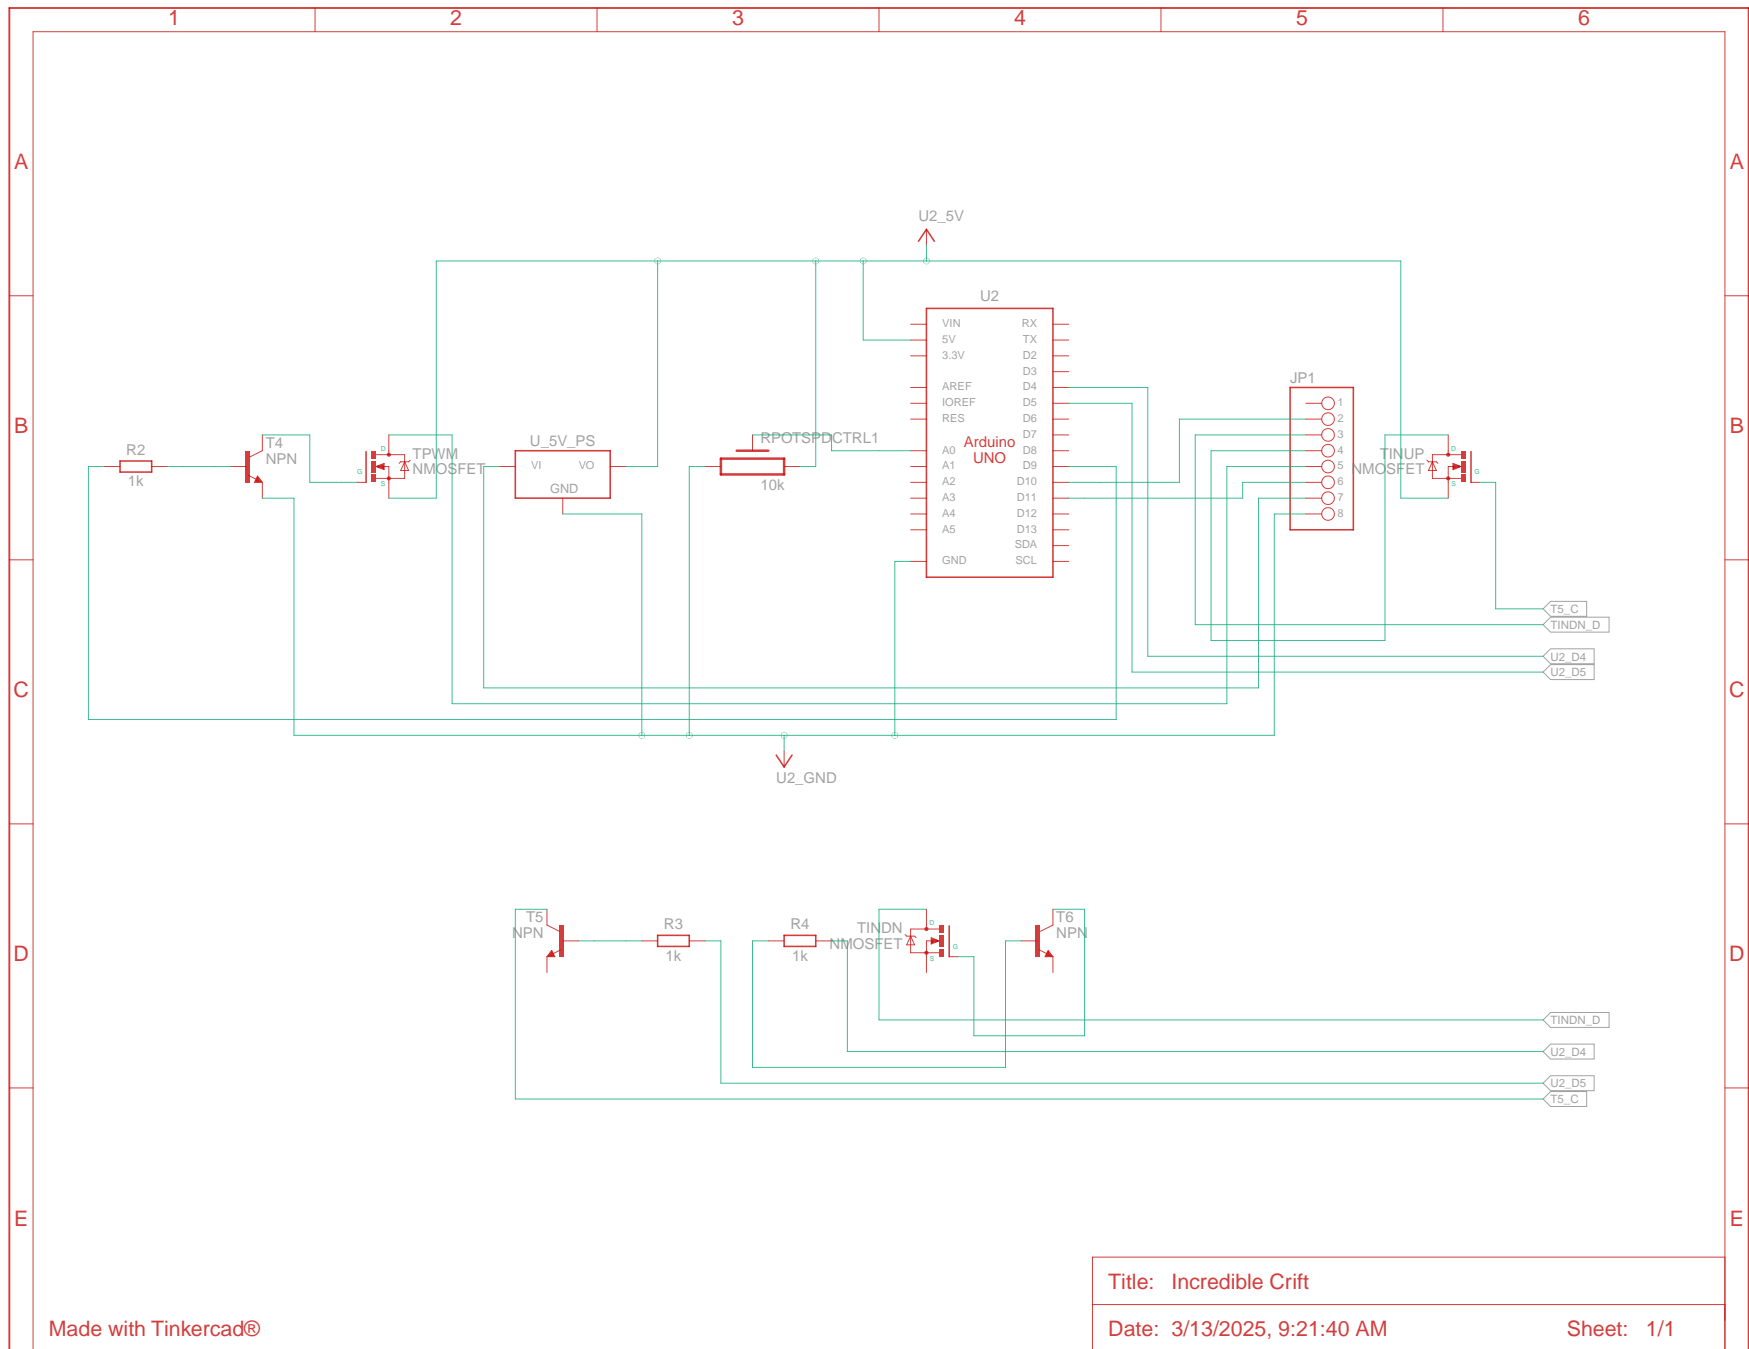 1 2 3 4 5 6
A A
U2_5V
U2
VIN RX
5V TX
3.3V D2
D3
AREF D4
IOREF D5
RES D6
D7
A0 D8
A1 D9
A2 D10
A3 D11
A4 D12
A5 D13
SDA
GND SCL
Arduino
UNO
JP1
1
2
3
4
5
6
7
8
B B
R2
1k
T4
NPN
D
G
S
TPWM
NMOSFET
U_5V_PS
VI VO
GND
RPOTSPDCTRL1
10k
TINUP
NMOSFET
D
G
S
T5_C
TINDN_D
U2_D4
U2_D5
C C
U2_GND
T5
NPN
R3
1k
R4
1k
TINDN
NMOSFET
D
G
S
T6
NPN
D D
TINDN_D
U2_D4
U2_D5
T5_C
E E
Title: Incredible Crift
Made with Tinkercad®
Date: 3/13/2025, 9:21:40 AM Sheet: 1/1